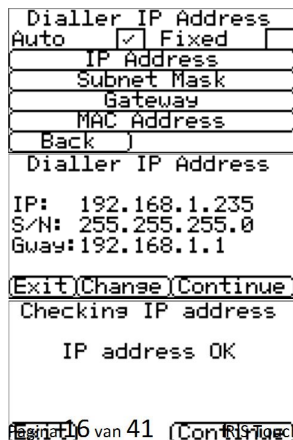 Dialler IP Address
Auto Fixed
IP Address
Subnet Mask
Gateway
MAC Address
Back
Dialler IP Address
IP: 192.168.1.235
S/N: 255.255.255.0
Gway: 192.168.1.1
Exit Change Continue
Checking IP address
IP address OK
Pagina 16 van 41